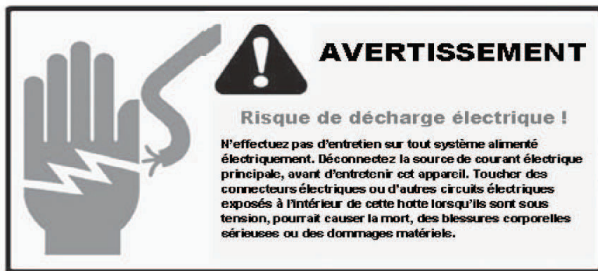 AVERTISSEMENT
Risque de décharge électrique !
N'effectuez pas d'entretien sur tout système alimenté
électriquement. Déconnectez la source de courant électrique
principale, avant d'entretenir cet appareil. Toucher des
connecteurs électriques ou d'autres circuits électriques
exposés à l'intérieur de cette hotte lorsqu'ils sont sous
tension, pourrait causer la mort, des blessures corporelles
sérieuses ou des dommages matériels.